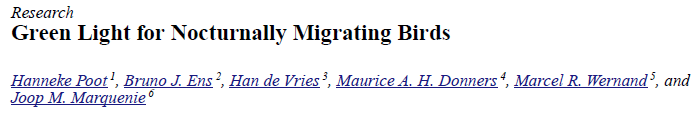 Research
Green Light for Nocturnally Migrating Birds
Hanneke Poot 1, Bruno J. Ens 2, Han de Vries 3, Maurice A. H. Donners 4, Marcel R. Wernand 5, and
Joop M. Marquenie 6